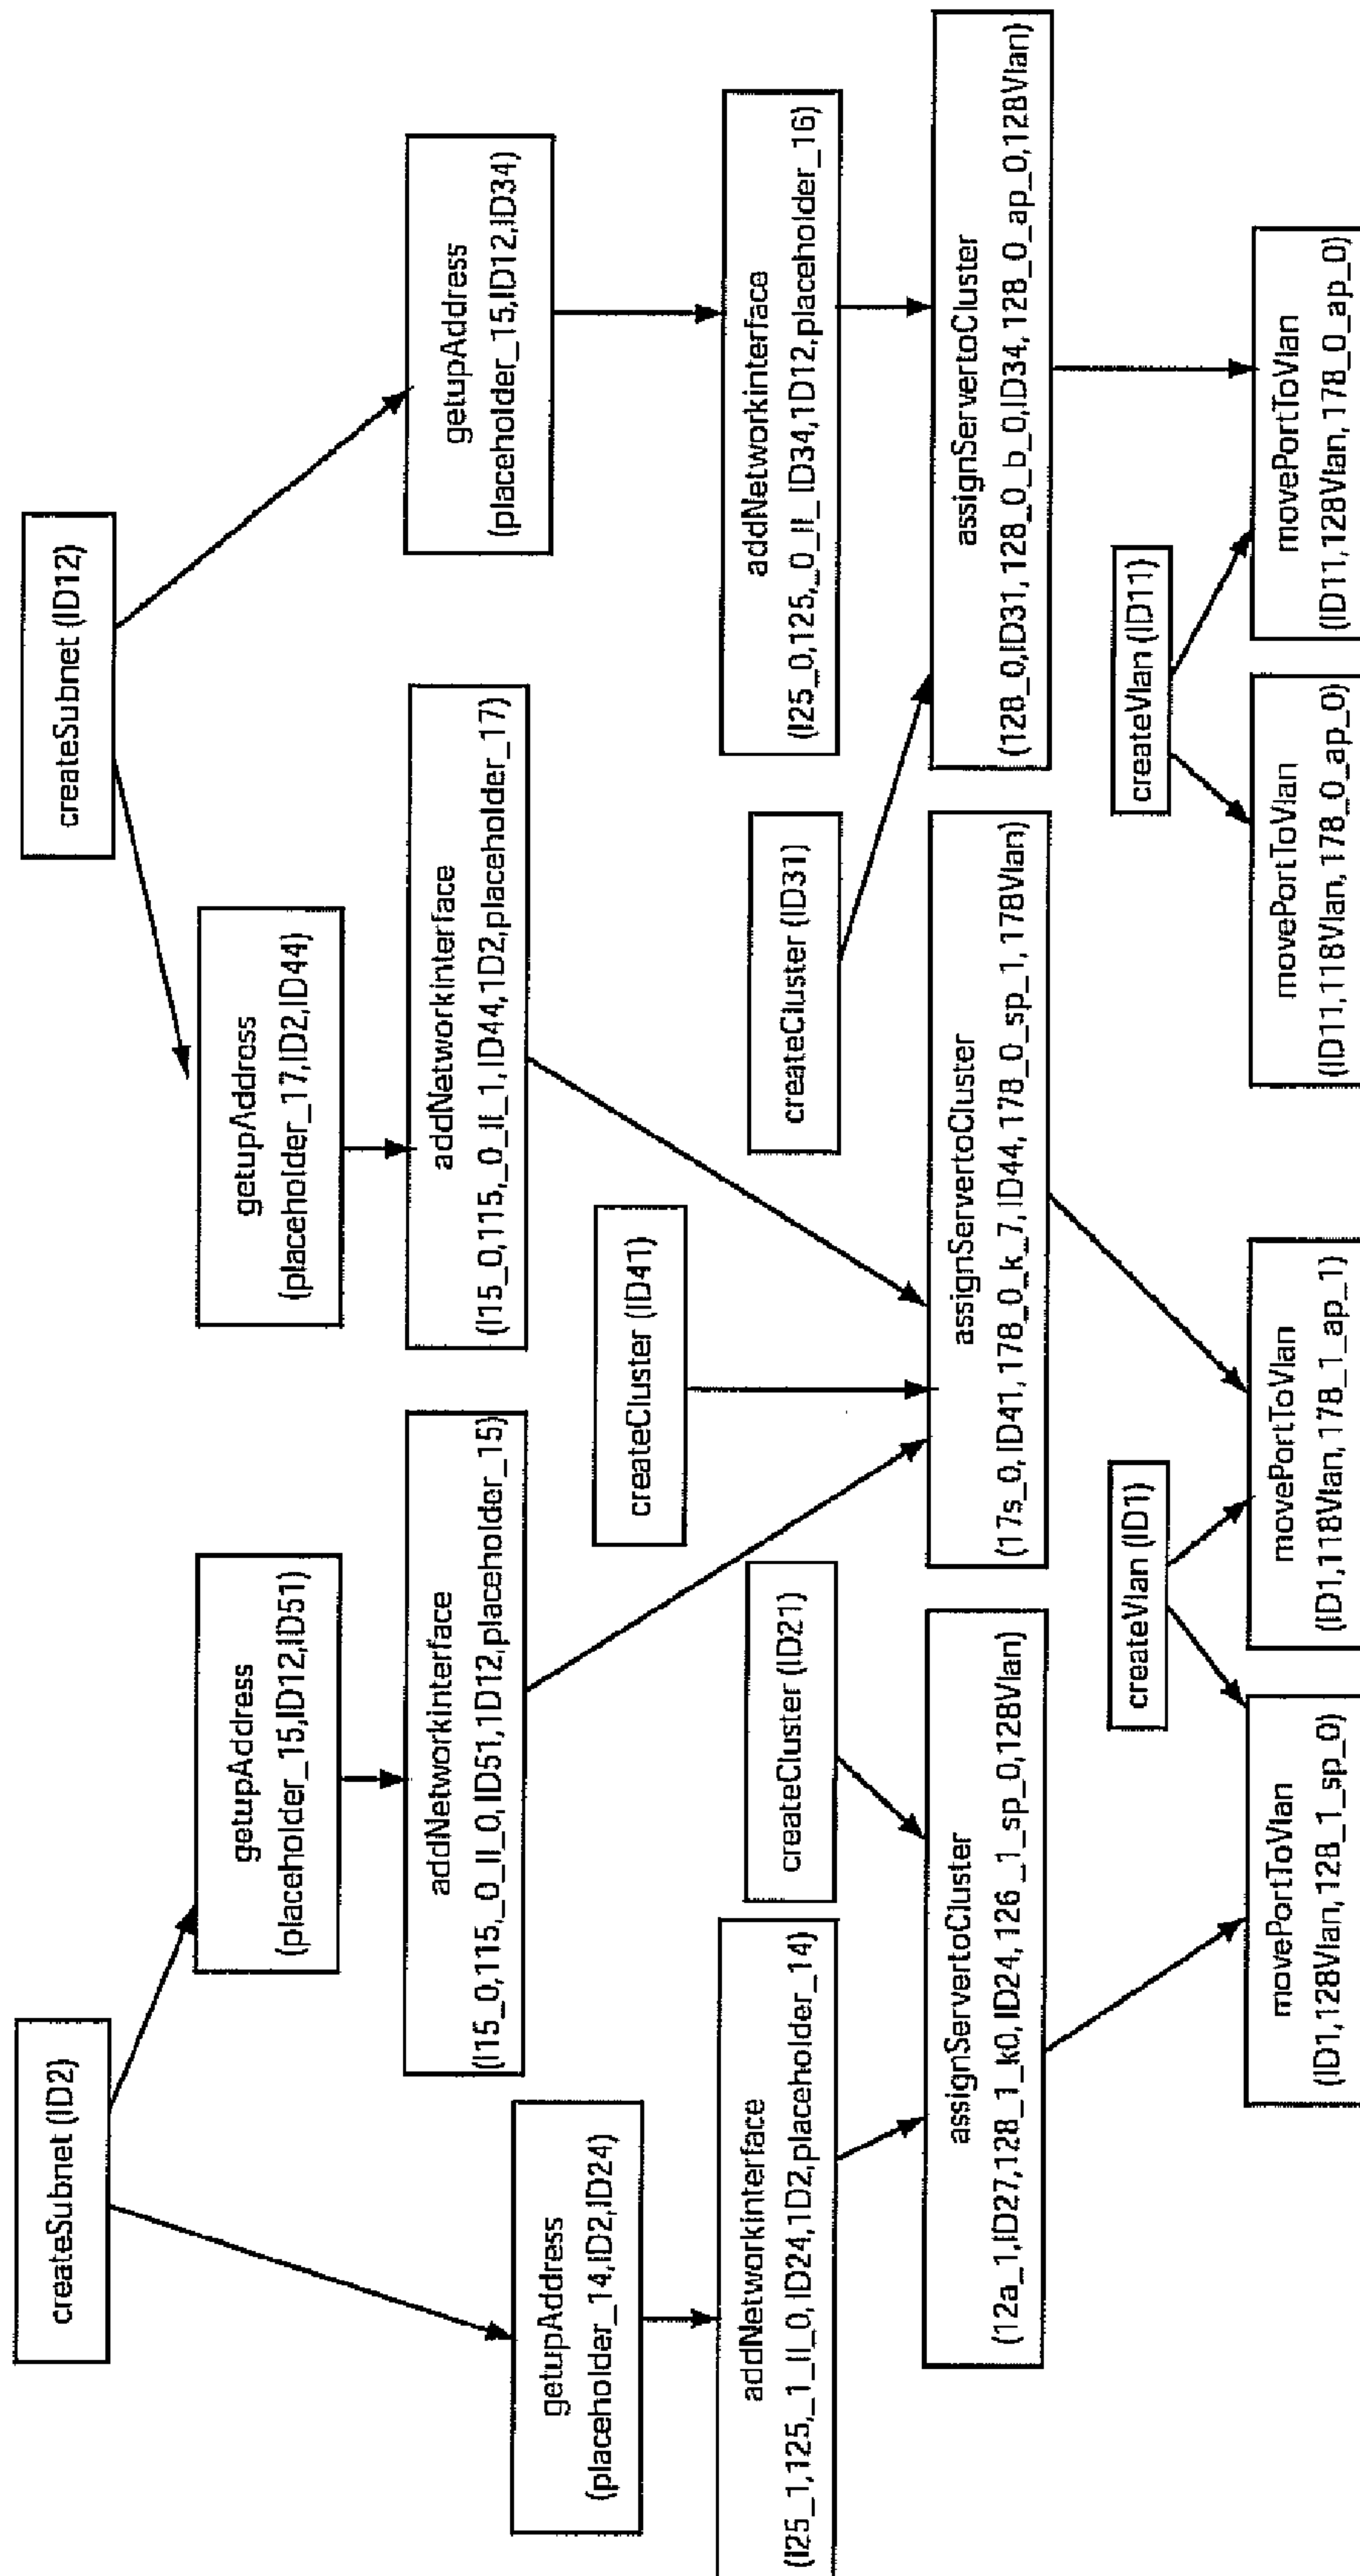 createSubnet (ID2)
createSubnet (ID12)
getupAddress
(placeholder_15,ID12,ID51)
getupAddross
(placeholder_17,ID2,ID44)
addNetworkinterface
(I15_0,115,_0_II_0,ID51,1D12,placeholder_15)
addNetworkinterface
(I15_0,115,_0_II_1,ID44,1D2,placeholder_17)
getupAddress
(placeholder_15,ID12,ID34)
getupAddress
(placeholder_14,ID2,ID24)
createCluster (ID41)
addNetworkinterface
(I25_1,125,_1_II_0,ID24,1D2,placeholder_14)
createCluster (ID21)
createCluster (ID31)
addNetworkinterface
(I25_0,125,_0_II_ID34,1D12,placeholder_16)
assignServertoCluster
(12a_1,ID27,128_1_k0,ID24,126_1_sp_0,128Vlan)
assignServertoCluster
(17s_0,ID41,178_0_k_7,ID44,178_0_sp_1,178Vlan)
assignServertoCluster
(128_0,ID31,128_0_b_0,ID34,128_0_ap_0,128Vlan)
createVlan (ID1)
createVlan (ID11)
movePortToVlan
(ID1,128Vlan,128_1_sp_0)
movePortToVlan
(ID1,118Vlan,178_1_ap_1)
movePortToVlan
(ID11,118Vlan,178_0_ap_0)
movePortToVlan
(ID11,128Vlan,178_0_ap_0)